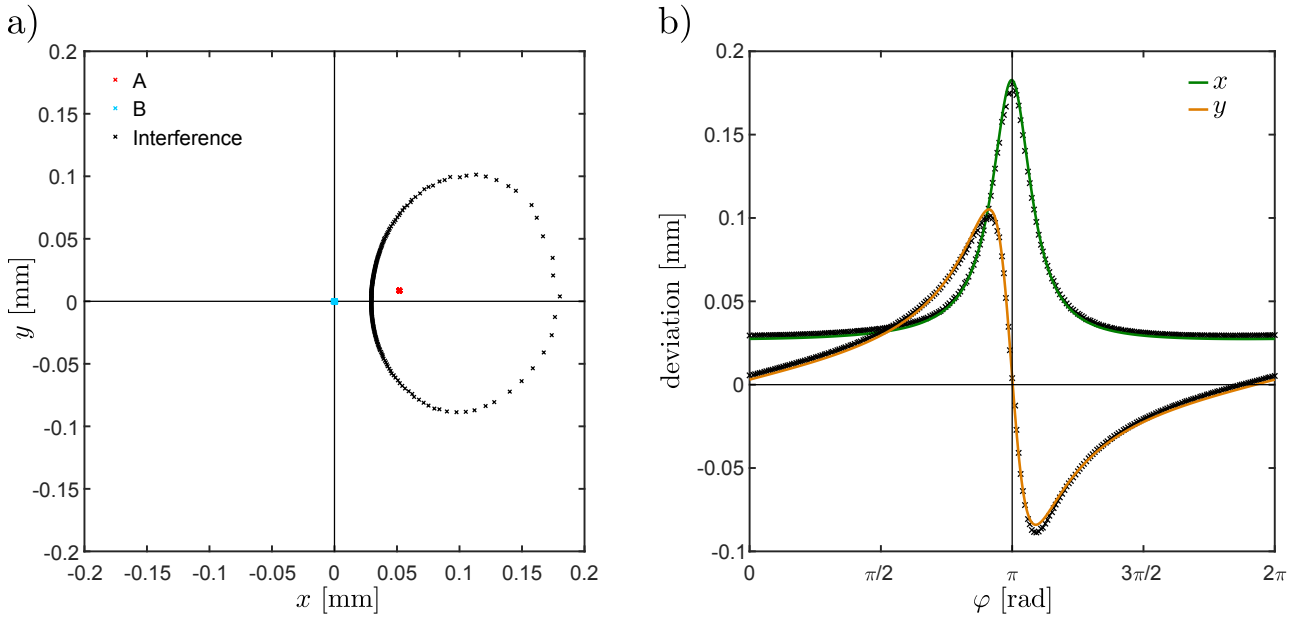 a)
0.2
0.15
0.1
0.05
0
-0.05
-0.1
-0.15
-0.2
y [mm]
A
B
Interference
-0.2 -0.15 -0.1 -0.05 0 0.05 0.1 0.15 0.2
x [mm]
b)
0.2
0.15
0.1
0.05
0
-0.05
-0.1
deviation [mm]
x
y
0 π/2 π 3π/2 2π
φ [rad]